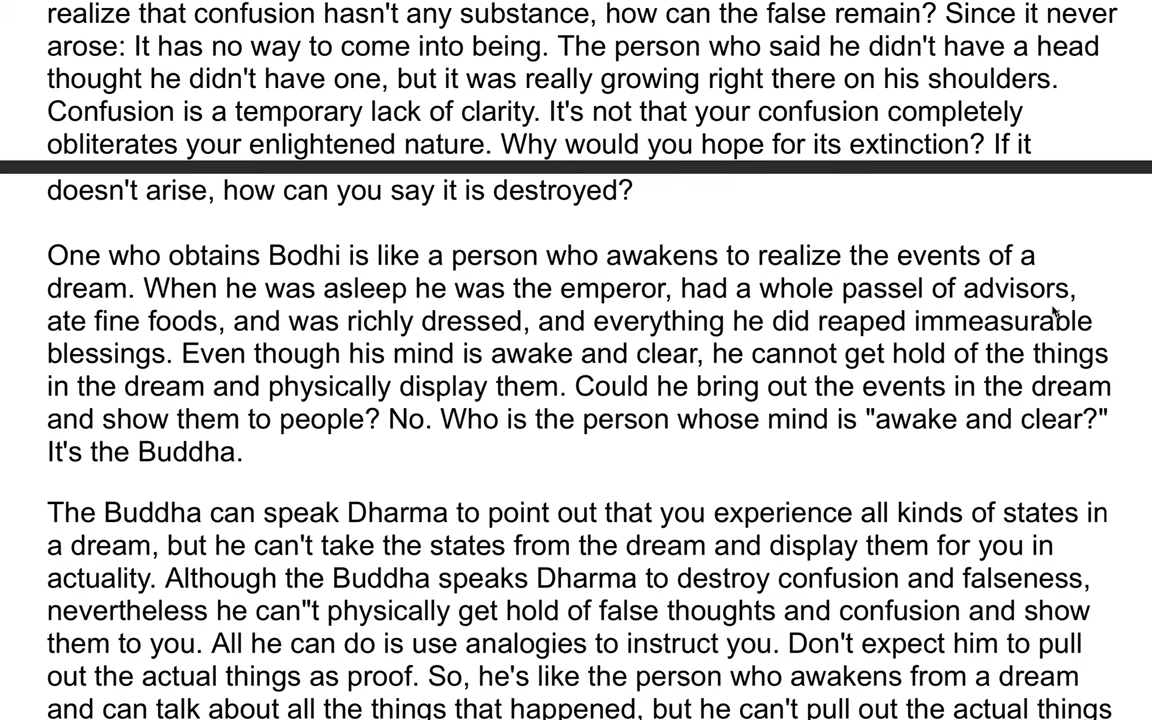 realize that confusion hasn't any substance, how can the false remain? Since it never
arose: It has no way to come into being. The person who said he didn't have a head
thought he didn't have one, but it was really growing right there on his shoulders.
Confusion is a temporary lack of clarity. It's not that your confusion completely
obliterates your enlightened nature. Why would you hope for its extinction? If it
doesn't arise, how can you say it is destroyed?
One who obtains Bodhi is like a person who awakens to realize the events of a
dream. When he was asleep he was the emperor, had a whole passel of advisors,
ate fine foods, and was richly dressed, and everything he did reaped immeasurable
blessings. Even though his mind is awake and clear, he cannot get hold of the things
in the dream and physically display them. Could he bring out the events in the dream
and show them to people? No. Who is the person whose mind is "awake and clear?"
It's the Buddha.
The Buddha can speak Dharma to point out that you experience all kinds of states in
a dream, but he can't take the states from the dream and display them for you in
actuality. Although the Buddha speaks Dharma to destroy confusion and falseness,
nevertheless he can"t physically get hold of false thoughts and confusion and show
them to you. All he can do is use analogies to instruct you. Don't expect him to pull
out the actual things as proof. So, he's like the person who awakens from a dream
and can talk about all the things that happened, but he can't pull out the actual things